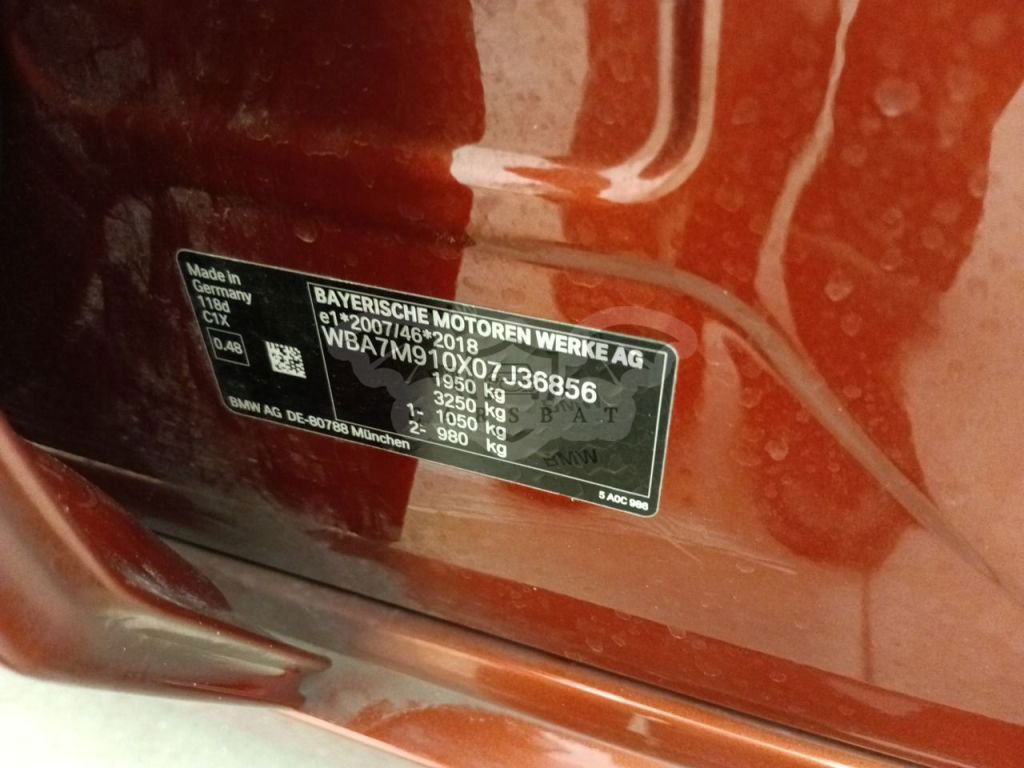 Made in
Germany
118d
C1X
0.48
BMW AG DE-80788 München
BAYERISCHE MOTOREN WERKE AG
e1*2007/46*2018
WBA7M910X07J36856
1950 kg
3250 kg
1- 1050 kg
2- 980 kg
BMW
5 A0C 986